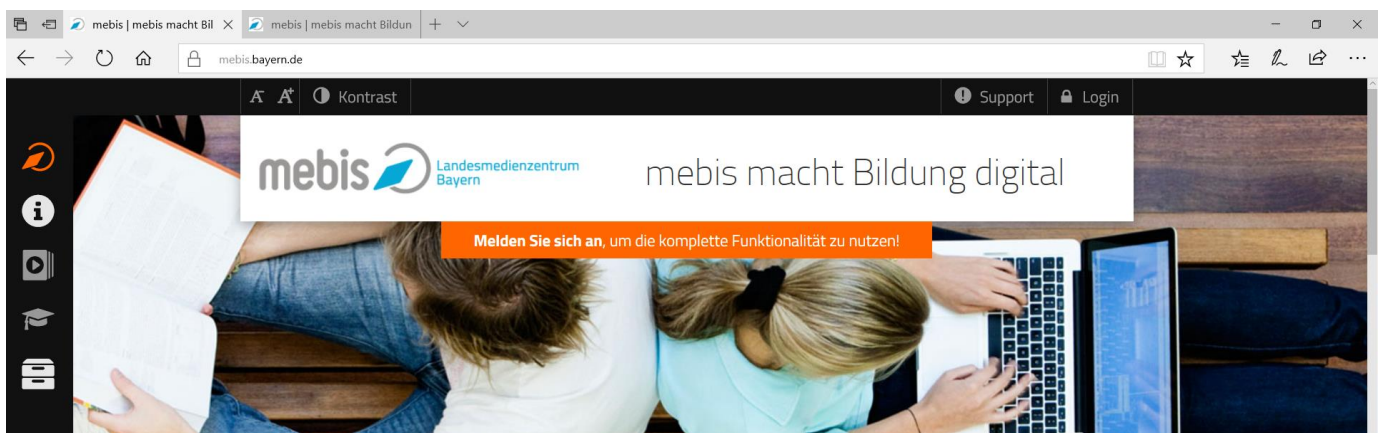 mebis | mebis macht Bil
mebis | mebis macht Bildun
mebis.bayern.de
A- A+ Kontrast
Support
Login
mebis
Landesmedienzentrum
Bayern
mebis macht Bildung digital
Melden Sie sich an, um die komplette Funktionalität zu nutzen!